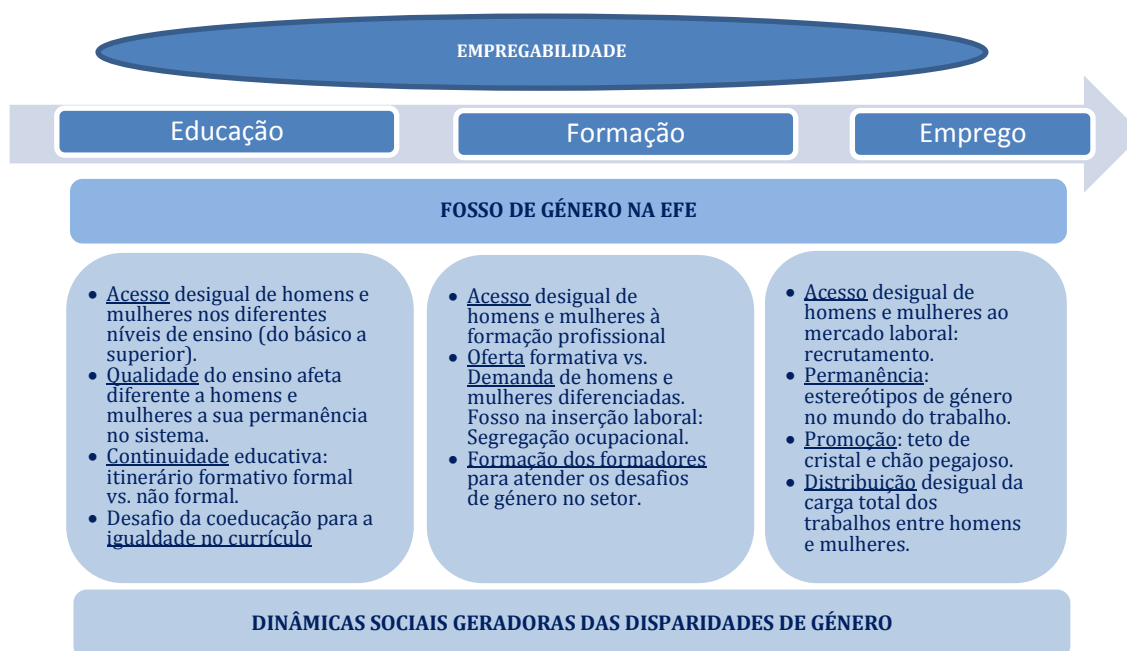 EMPREGABILIDADE
Educação
Formação
Emprego
FOSSO DE GÉNERO NA EFE
• Acesso desigual de homens e
mulheres nos diferentes
níveis de ensino (do básico a
superior).
• Qualidade do ensino afeta
diferente a homens e
mulheres a sua permanência
no sistema.
• Continuidade educativa:
itinerário formativo formal
vs. não formal.
• Desafio da coeducação para a
igualdade no currículo
• Acesso desigual de
homens e mulheres à
formação profissional
• Oferta formativa vs.
Demanda de homens e
mulheres diferenciadas.
Fosso na inserção laboral:
Segregação ocupacional.
• Formação dos formadores
para atender os desafios
de género no setor.
• Acesso desigual de
homens e mulheres ao
mercado laboral:
recrutamento.
• Permanência:
estereótipos de género
no mundo do trabalho.
• Promoção: teto de
cristal e chão pegajoso.
• Distribuição desigual da
carga total dos
trabalhos entre homens
e mulheres.
DINÂMICAS SOCIAIS GERADORAS DAS DISPARIDADES DE GÉNERO